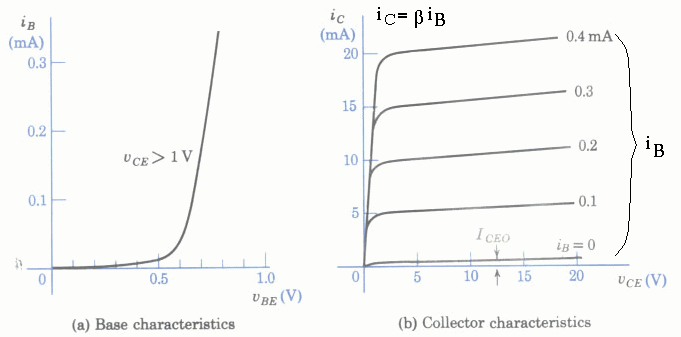 i_B
(mA)
0.3
0.2
0.1
0
0.5
1.0
v_CE > 1 V
v_BE (V)
(a) Base characteristics
i_C
(mA)
i_C = β i_B
20
15
10
5
0
5
10
15
20
0.4 mA
0.3
0.2
0.1
i_B = 0
I_CEO
i_B
v_CE (V)
(b) Collector characteristics